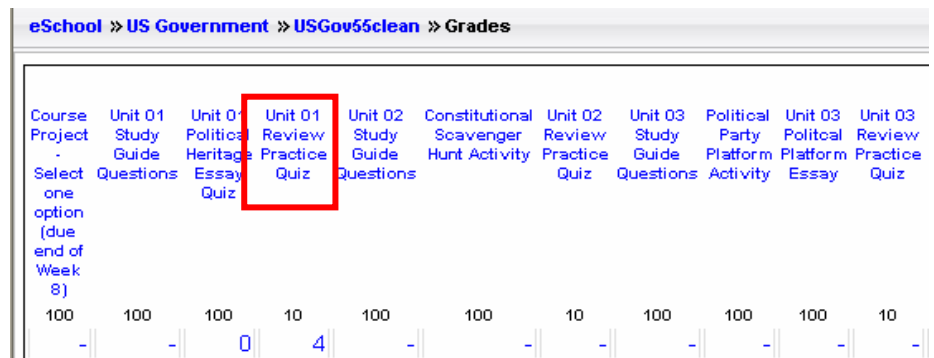 eSchool » US Government » USGov55clean » Grades
Course Unit 01 Unit 01 Unit 01 Unit 02 Constitutional Unit 02 Unit 03 Political Unit 03 Unit 03
Project Study Political Review Study Scavenger Review Study Party Politcal Review
- Guide Heritage Practice Guide Hunt Activity Practice Guide Platform Platform Practice
Select Questions Essay Quiz Questions Quiz Questions Activity Essay Quiz
one Quiz
option
(due
end of
Week
8)
100 100 100 10 100 100 10 100 100 100 10
- - 0 4 - - - - - - -